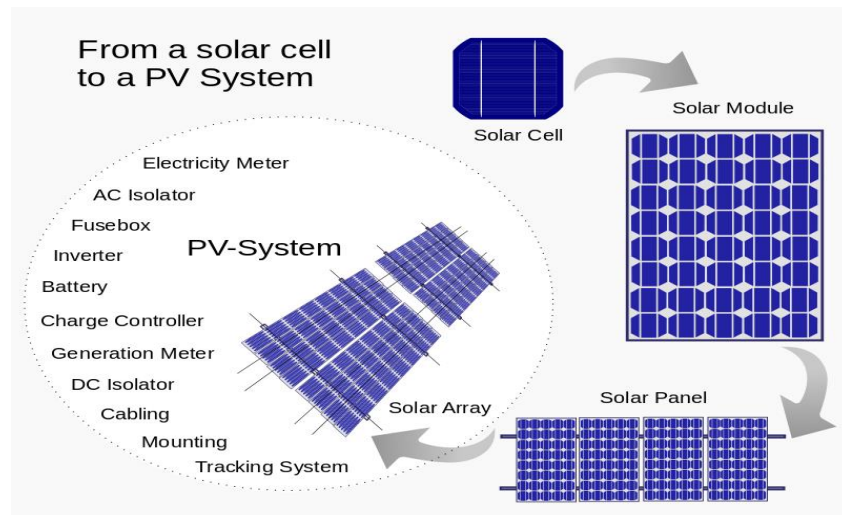 From a solar cell
to a PV System
Solar Cell
Solar Module
Solar Panel
Solar Array
PV-System
Electricity Meter
AC Isolator
Fusebox
Inverter
Battery
Charge Controller
Generation Meter
DC Isolator
Cabling
Mounting
Tracking System